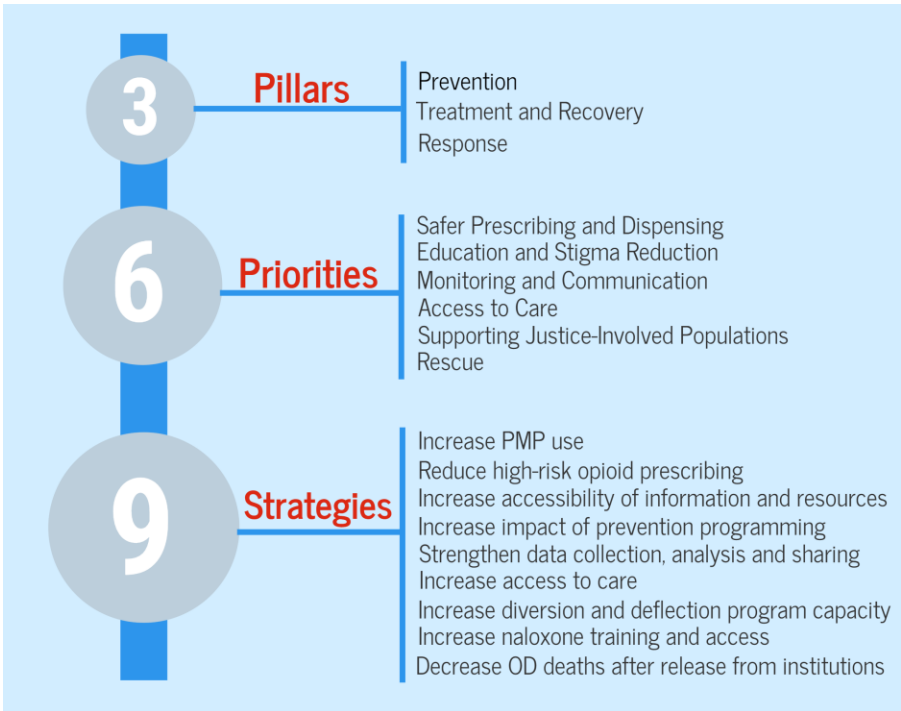 3
Pillars
Prevention
Treatment and Recovery
Response
6
Priorities
Safer Prescribing and Dispensing
Education and Stigma Reduction
Monitoring and Communication
Access to Care
Supporting Justice-Involved Populations
Rescue
9
Strategies
Increase PMP use
Reduce high-risk opioid prescribing
Increase accessibility of information and resources
Increase impact of prevention programming
Strengthen data collection, analysis and sharing
Increase access to care
Increase diversion and deflection program capacity
Increase naloxone training and access
Decrease OD deaths after release from institutions